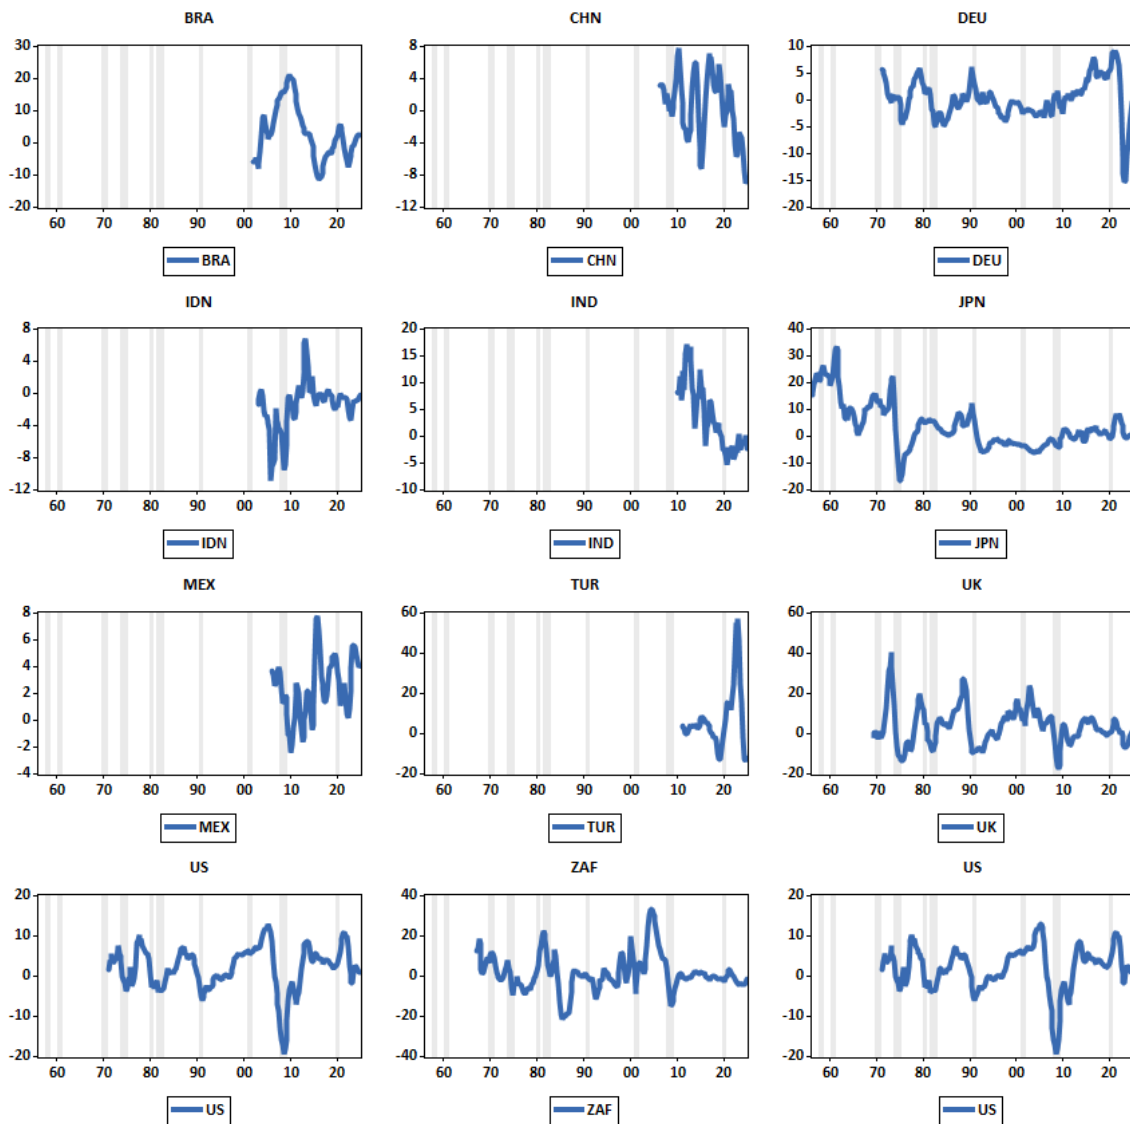 BRA CHN DEU
30 8 10
20 4 5
10 0 0
0 -4 -5
-10 -8 -10
-20 -12 -15
-20
60 70 80 90 00 10 20 60 70 80 90 00 10 20 60 70 80 90 00 10 20
BRA CHN DEU
IDN IND JPN
8 20 40
4 15 30
0 10 20
-4 5 10
-8 0 0
-12 -5 -10
-10 -20
60 70 80 90 00 10 20 60 70 80 90 00 10 20 60 70 80 90 00 10 20
IDN IND JPN
MEX TUR UK
8 60 60
6 40 40
4 20 20
2 0 0
0 -20 -20
-2
-4
60 70 80 90 00 10 20 60 70 80 90 00 10 20 60 70 80 90 00 10 20
MEX TUR UK
US ZAF US
20 40 20
10 20 10
0 0 0
-10 -20 -10
-20 -40 -20
60 70 80 90 00 10 20 60 70 80 90 00 10 20 60 70 80 90 00 10 20
US ZAF US